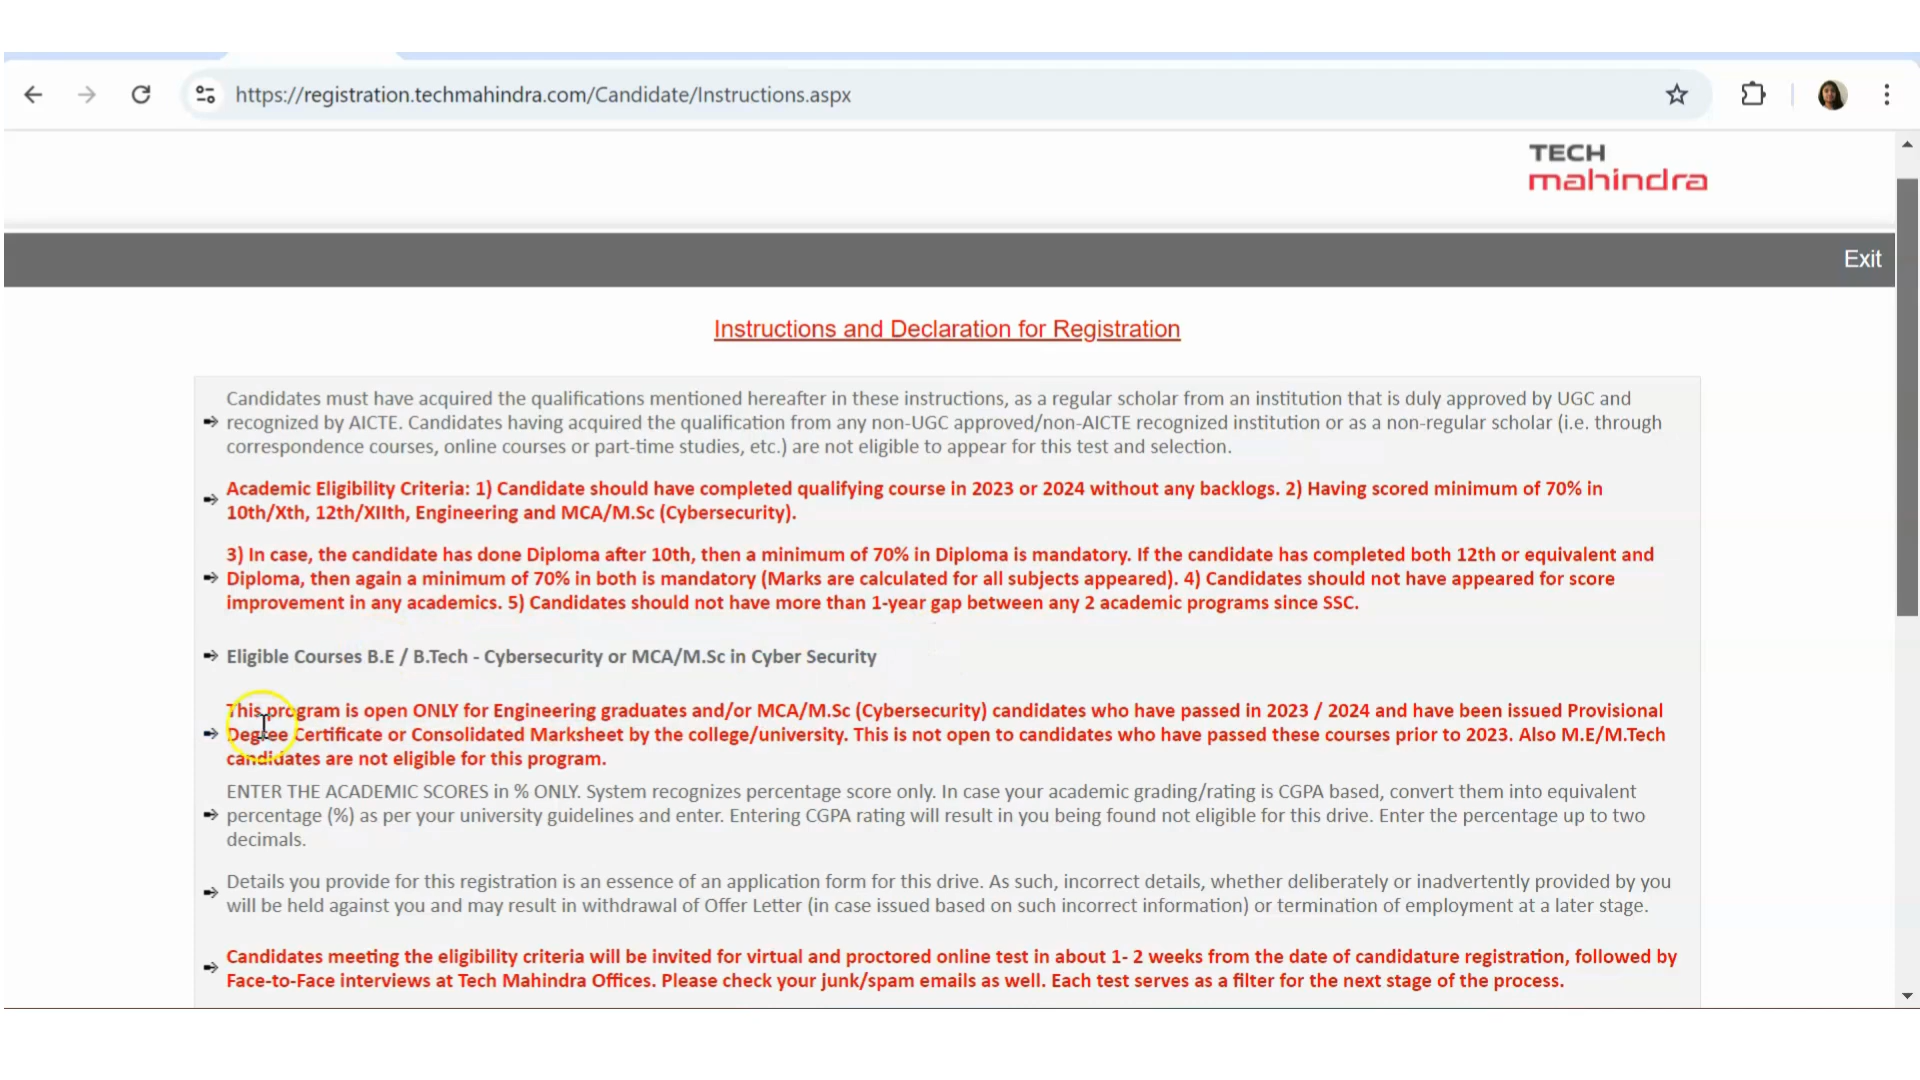 https://registration.techmahindra.com/Candidate/Instructions.aspx
TECH
mahindra
Exit
Instructions and Declaration for Registration
Candidates must have acquired the qualifications mentioned hereafter in these instructions, as a regular scholar from an institution that is duly approved by UGC and
recognized by AICTE. Candidates having acquired the qualification from any non-UGC approved/non-AICTE recognized institution or as a non-regular scholar (i.e. through
correspondence courses, online courses or part-time studies, etc.) are not eligible to appear for this test and selection.
Academic Eligibility Criteria: 1) Candidate should have completed qualifying course in 2023 or 2024 without any backlogs. 2) Having scored minimum of 70% in
10th/Xth, 12th/XIIth, Engineering and MCA/M.Sc (Cybersecurity).
3) In case, the candidate has done Diploma after 10th, then a minimum of 70% in Diploma is mandatory. If the candidate has completed both 12th or equivalent and
Diploma, then again a minimum of 70% in both is mandatory (Marks are calculated for all subjects appeared). 4) Candidates should not have appeared for score
improvement in any academics. 5) Candidates should not have more than 1-year gap between any 2 academic programs since SSC.
Eligible Courses B.E / B.Tech - Cybersecurity or MCA/M.Sc in Cyber Security
This program is open ONLY for Engineering graduates and/or MCA/M.Sc (Cybersecurity) candidates who have passed in 2023 / 2024 and have been issued Provisional
Degree Certificate or Consolidated Marksheet by the college/university. This is not open to candidates who have passed these courses prior to 2023. Also M.E/M.Tech
candidates are not eligible for this program.
ENTER THE ACADEMIC SCORES in % ONLY. System recognizes percentage score only. In case your academic grading/rating is CGPA based, convert them into equivalent
percentage (%) as per your university guidelines and enter. Entering CGPA rating will result in you being found not eligible for this drive. Enter the percentage up to two
decimals.
Details you provide for this registration is an essence of an application form for this drive. As such, incorrect details, whether deliberately or inadvertently provided by you
will be held against you and may result in withdrawal of Offer Letter (in case issued based on such incorrect information) or termination of employment at a later stage.
Candidates meeting the eligibility criteria will be invited for virtual and proctored online test in about 1- 2 weeks from the date of candidature registration, followed by
Face-to-Face interviews at Tech Mahindra Offices. Please check your junk/spam emails as well. Each test serves as a filter for the next stage of the process.